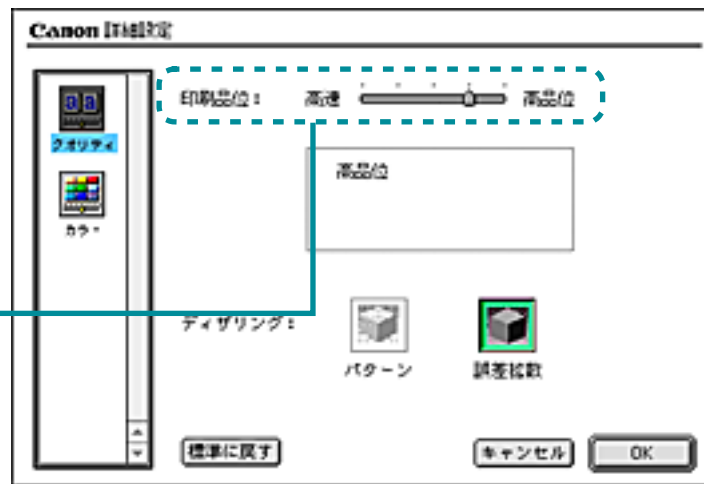 Canon 詳細設定
クオリティ
カラー
印刷品位： 高速 高品位
高品位
ディザリング：
パターン 誤差拡散
標準に戻す キャンセル OK